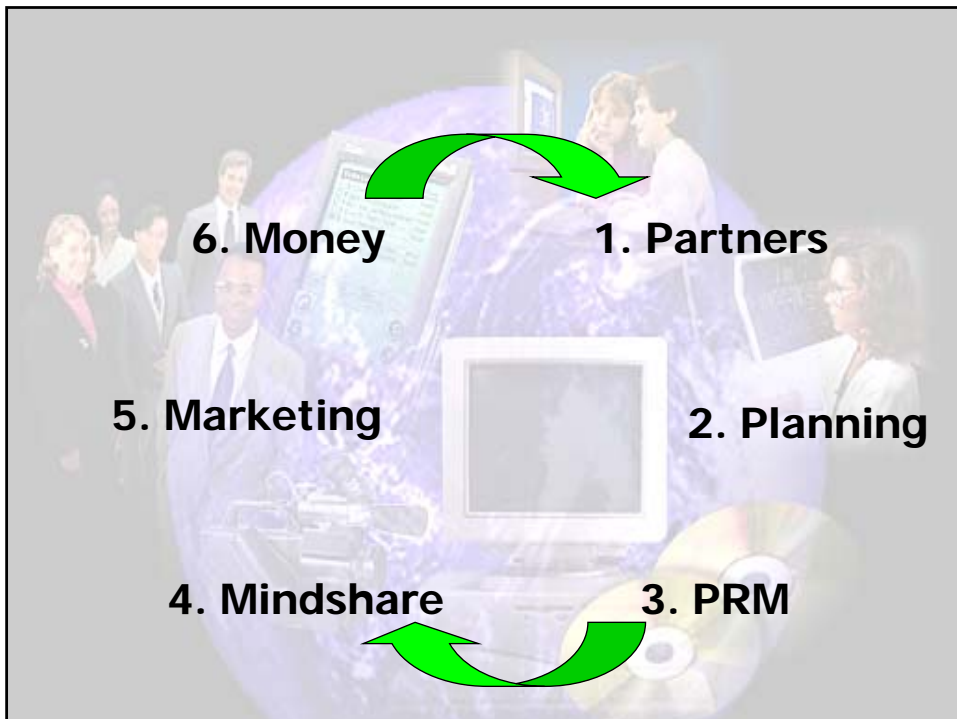 6. Money
1. Partners
5. Marketing
2. Planning
4. Mindshare
3. PRM